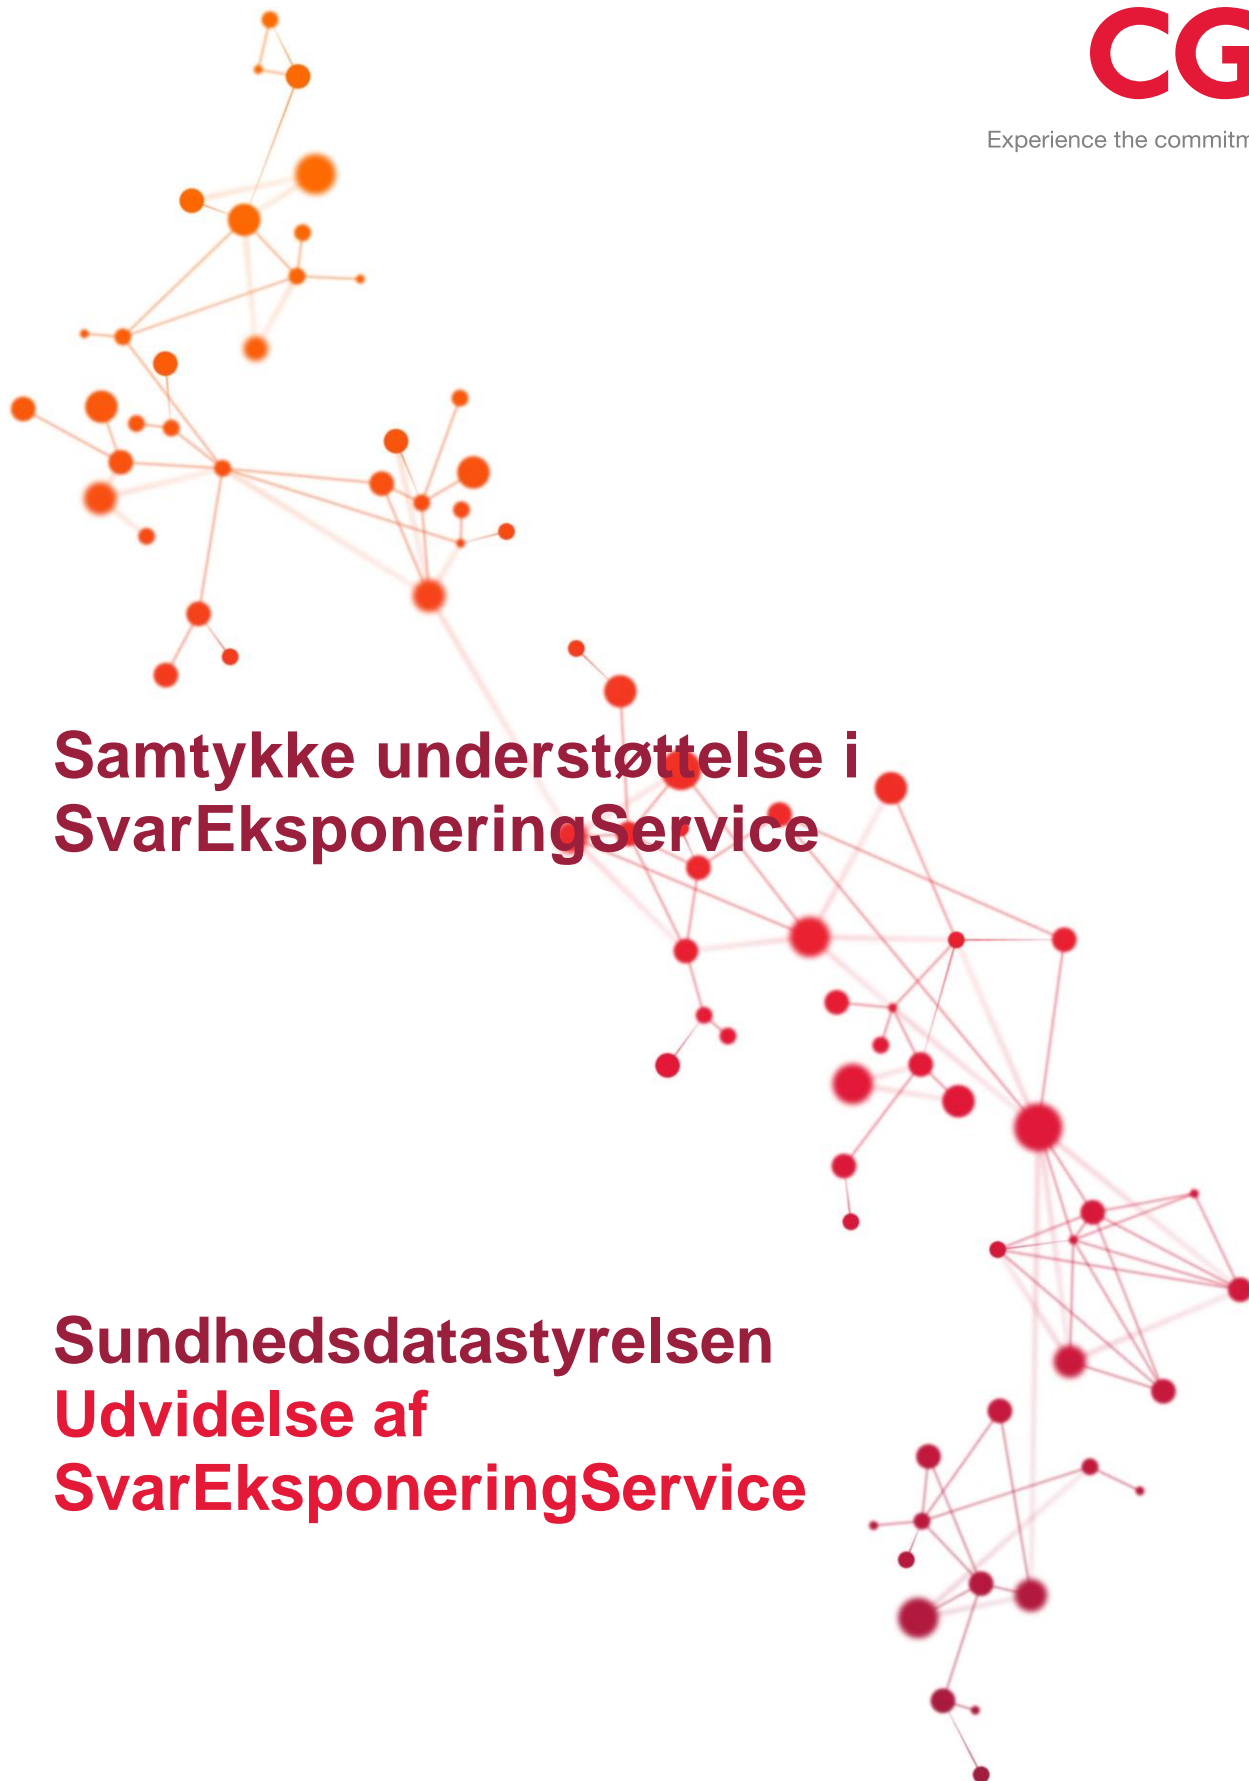 CG
Experience the commitm
Samtykke understøttelse i
SvarEksponeringService
Sundhedsdatastyrelsen
Udvidelse af
SvarEksponeringService